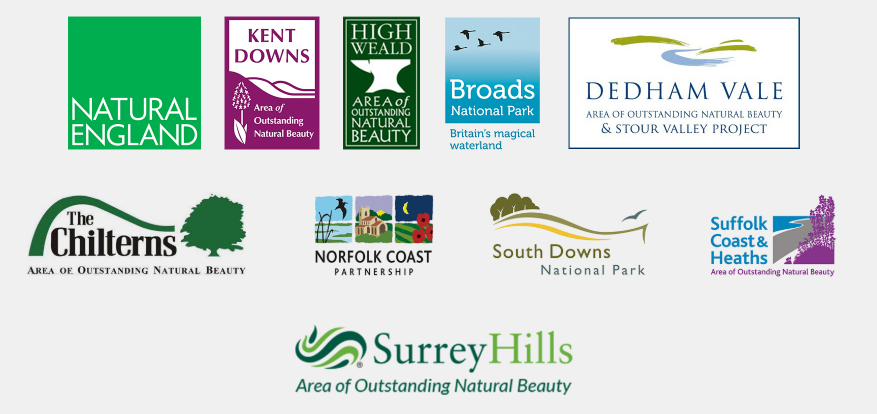 NATURAL
ENGLAND
KENT
DOWNS
Area of
Outstanding
Natural Beauty
HIGH
WEALD
AREA of
OUTSTANDING
NATURAL
BEAUTY
Broads
National Park
Britain's magical
waterland
DEDHAM VALE
AREA OF OUTSTANDING NATURAL BEAUTY
& STOUR VALLEY PROJECT
The
Chilterns
AREA OF OUTSTANDING NATURAL BEAUTY
NORFOLK COAST
PARTNERSHIP
South Downs
National Park
Suffolk
Coast &
Heaths
Area of Outstanding Natural Beauty
SurreyHills
®
Area of Outstanding Natural Beauty